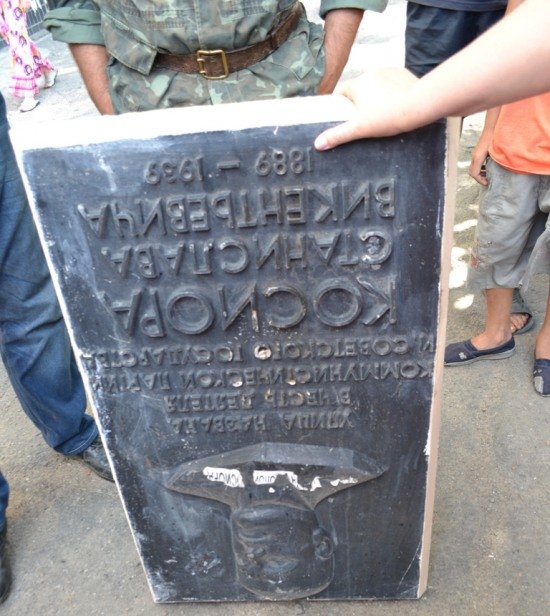 УЛИЦА НАЗВАНА
В ЧЕСТЬ ДЕЯТЕЛЯ
КОММУНИСТИЧЕСКОЙ ПАРТИИ
И СОВЕТСКОГО ГОСУДАРСТВА
КОСИОРА
СТАНИСЛАВА
ВИКЕНТЬЕВИЧА
1889 – 1939